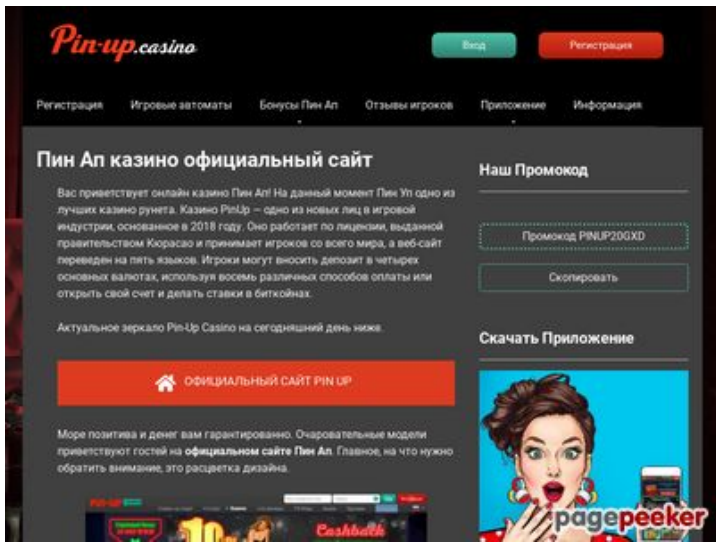 Pin-up.casino
Вход
Регистрация
Регистрация Игровые автоматы Бонусы Пин Ап Отзывы игроков Приложение Информация
Пин Ап казино официальный сайт
Вас приветствует онлайн казино Пин Ап! На данный момент Пин Уп одно из
лучших казино рунета. Казино PinUp — одно из новых лиц в игровой
индустрии, основанное в 2018 году. Оно работает по лицензии, выданной
правительством Кюрасао и принимает игроков со всего мира, а веб-сайт
переведен на пять языков. Игроки могут вносить депозит в четырех
основных валютах, используя восемь различных способов оплаты или
открыть свой счет и делать ставки в биткойнах.
Актуальное зеркало Pin-Up Casino на сегодняшний день ниже.
ОФИЦИАЛЬНЫЙ САЙТ PIN UP
Море позитива и денег вам гарантированно. Очаровательные модели
приветствуют гостей на официальном сайте Пин Ап. Главное, на что нужно
обратить внимание, это расцветка дизайна.
PIN-UP
Cashback
Наш Промокод
Промокод PINUP20GXD
Скопировать
Скачать Приложение
pagepeeker